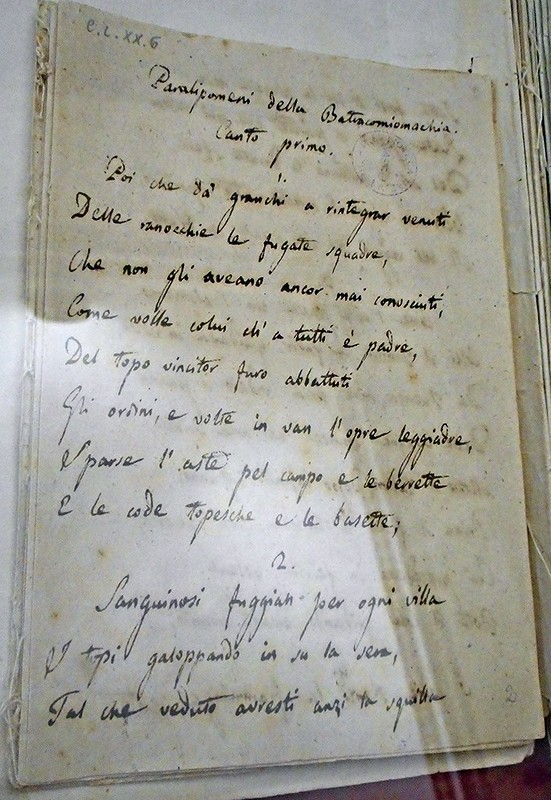 C.L.XX.6
Paralipomeni della Batracomiomachia.
Canto primo.
1.
Poi che da' granchi a rintegrar venuti
Delle ranocchie le fugate squadre,
Che non gli aveano ancor mai conosciuti,
Come volle colui ch'a tutti è padre,
Del topo vincitor furo abbattuti
Gli ordini, e volte in van l'opre leggiadre,
Sparse l'aste pel campo e le berrette
E le code topesche e le basette;
2.
Sanguinosi fuggian per ogni villa
I topi galoppando in su la sera,
Tal che veduto avresti anzi la squilla
2